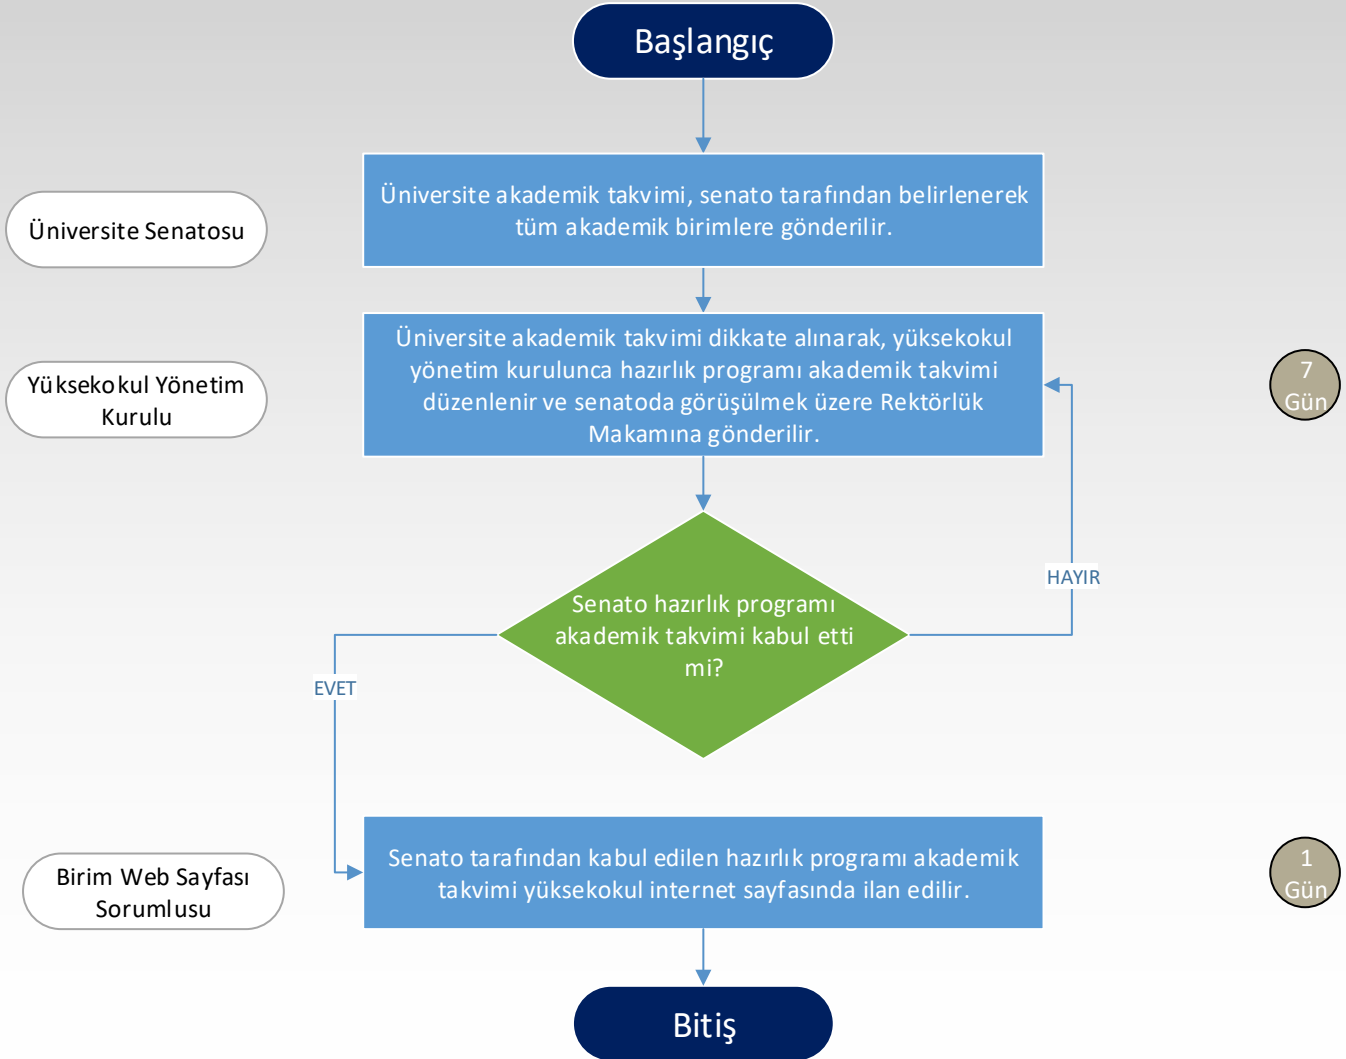 Başlangıç
Üniversite Senatosu
Üniversite akademik takvimi, senato tarafından belirlenerek
tüm akademik birimlere gönderilir.
Yüksekokul Yönetim
Kurulu
Üniversite akademik takvimi dikkate alınarak, yüksekokul
yönetim kurulunca hazırlık programı akademik takvimi
düzenlenir ve senatoda görüşülmek üzere Rektörlük
Makamına gönderilir.
7
Gün
Senato hazırlık programı
akademik takvimi kabul etti
mi?
HAYIR
EVET
Birim Web Sayfası
Sorumlusu
Senato tarafından kabul edilen hazırlık programı akademik
takvimi yüksekokul internet sayfasında ilan edilir.
1
Gün
Bitiş